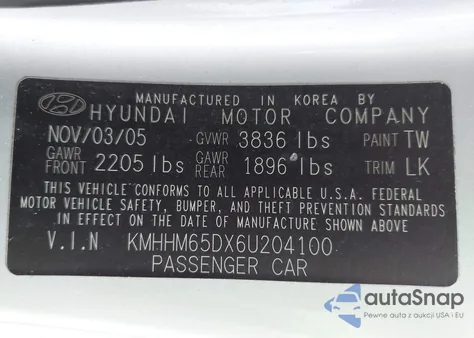 MANUFACTURED IN KOREA BY
HYUNDAI MOTOR COMPANY
NOV/03/05 GVWR 3836 lbs PAINT TW
GAWR FRONT 2205 lbs GAWR REAR 1896 lbs TRIM LK
THIS VEHICLE CONFORMS TO ALL APPLICABLE U.S.A. FEDERAL
MOTOR VEHICLE SAFETY, BUMPER, AND THEFT PREVENTION STANDARDS
IN EFFECT ON THE DATE OF MANUFACTURE SHOWN ABOVE.
V.I.N KMHHM65DX6U204100
PASSENGER CAR
autoSnap
Pewne auta z aukcji USA i EU